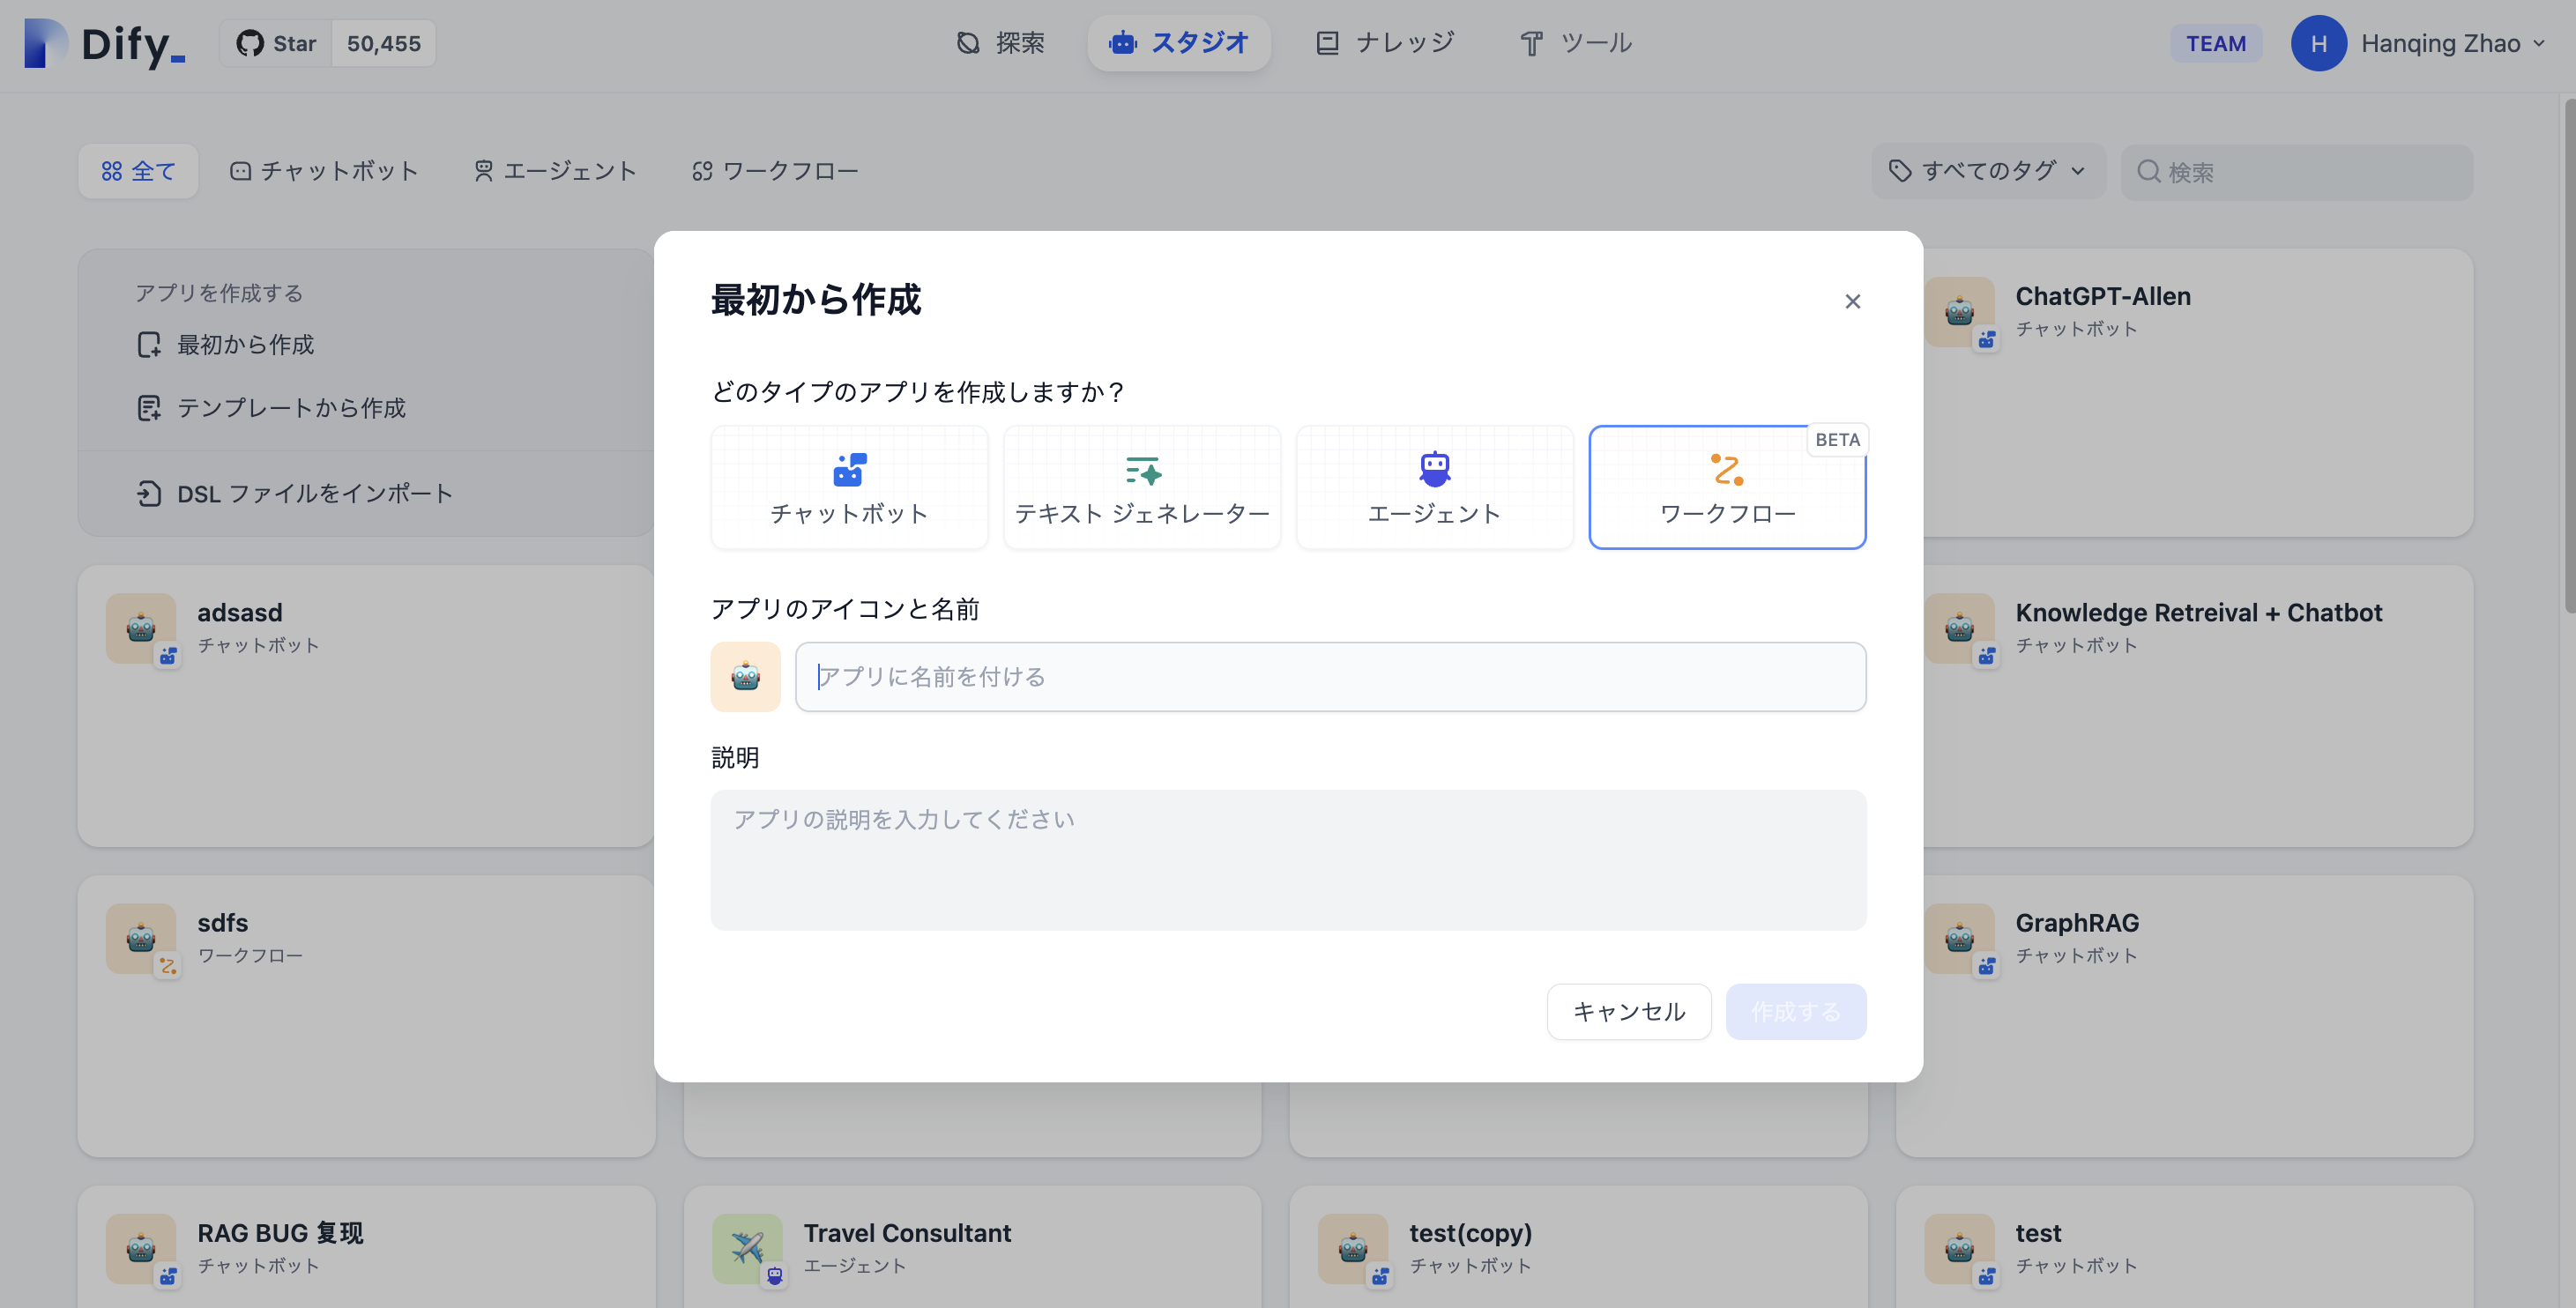 Dify_
Star 50,455
探索
スタジオ
ナレッジ
ツール
TEAM
H
Hanqing Zhao
全て
チャットボット
エージェント
ワークフロー
すべてのタグ
検索
アプリを作成する
最初から作成
テンプレートから作成
DSL ファイルをインポート
最初から作成
どのタイプのアプリを作成しますか？
チャットボット
テキスト ジェネレーター
エージェント
BETA
ワークフロー
アプリのアイコンと名前
アプリに名前を付ける
説明
アプリの説明を入力してください
キャンセル
作成する
ChatGPT-Allen
チャットボット
adsasd
チャットボット
Knowledge Retreival + Chatbot
チャットボット
sdfs
ワークフロー
GraphRAG
チャットボット
RAG BUG 复现
チャットボット
Travel Consultant
エージェント
test(copy)
チャットボット
test
チャットボット